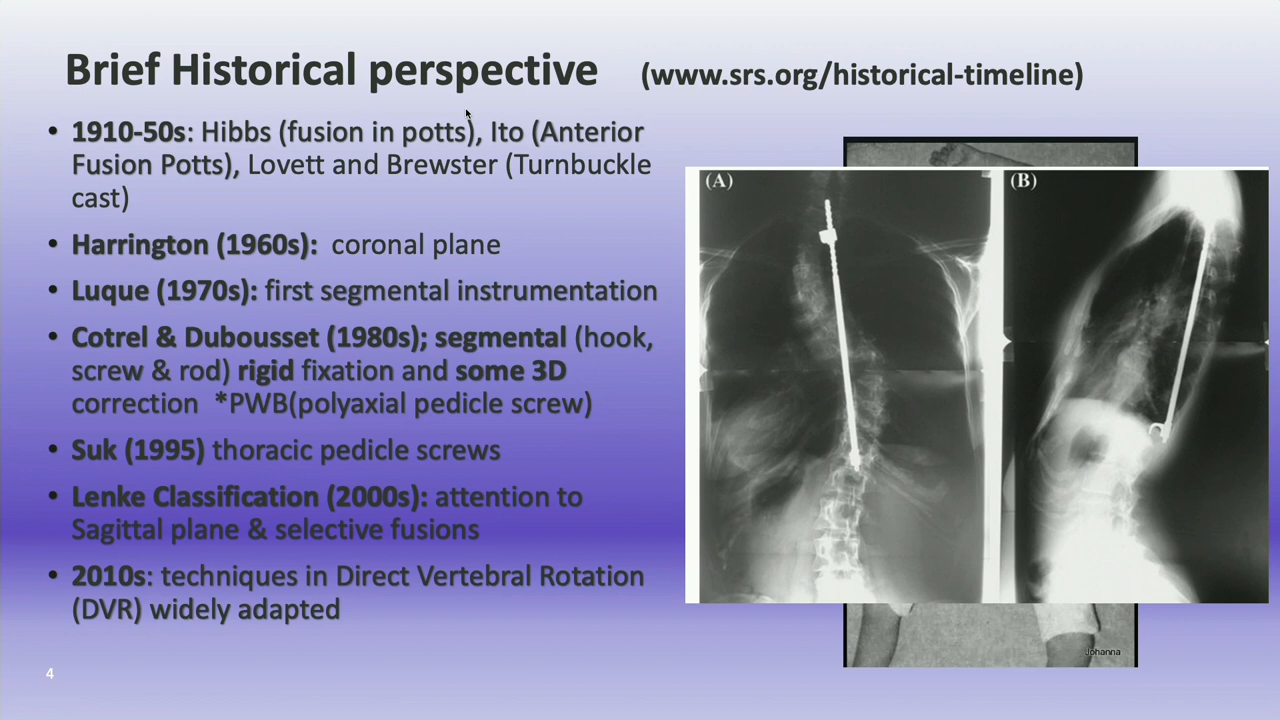 Brief Historical perspective (www.srs.org/historical-timeline)
• 1910-50s: Hibbs (fusion in potts), Ito (Anterior
Fusion Potts), Lovett and Brewster (Turnbuckle
cast)
• Harrington (1960s): coronal plane
• Luque (1970s): first segmental instrumentation
• Cotrel & Dubousset (1980s); segmental (hook,
screw & rod) rigid fixation and some 3D
correction *PWB(polyaxial pedicle screw)
• Suk (1995) thoracic pedicle screws
• Lenke Classification (2000s): attention to
Sagittal plane & selective fusions
• 2010s: techniques in Direct Vertebral Rotation
(DVR) widely adapted
(A)
(B)
Johanna
4